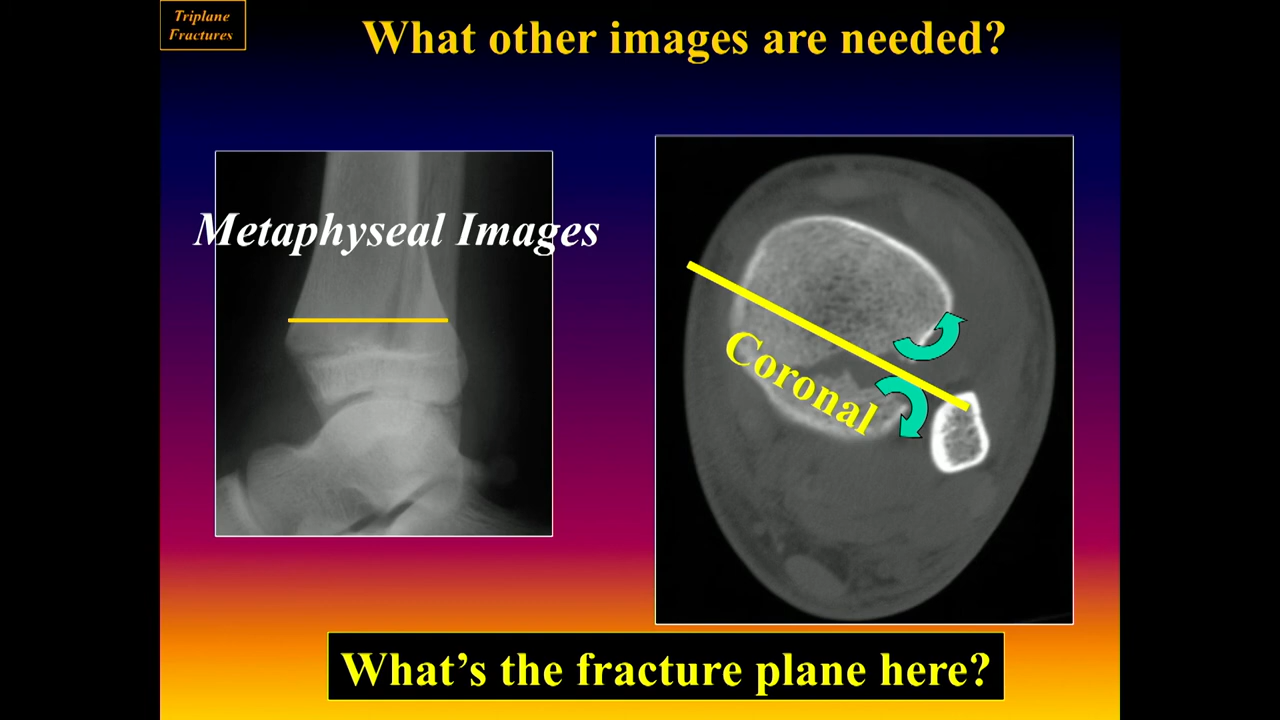 Triplane
Fractures
What other images are needed?
Metaphyseal Images
Coronal
What’s the fracture plane here?